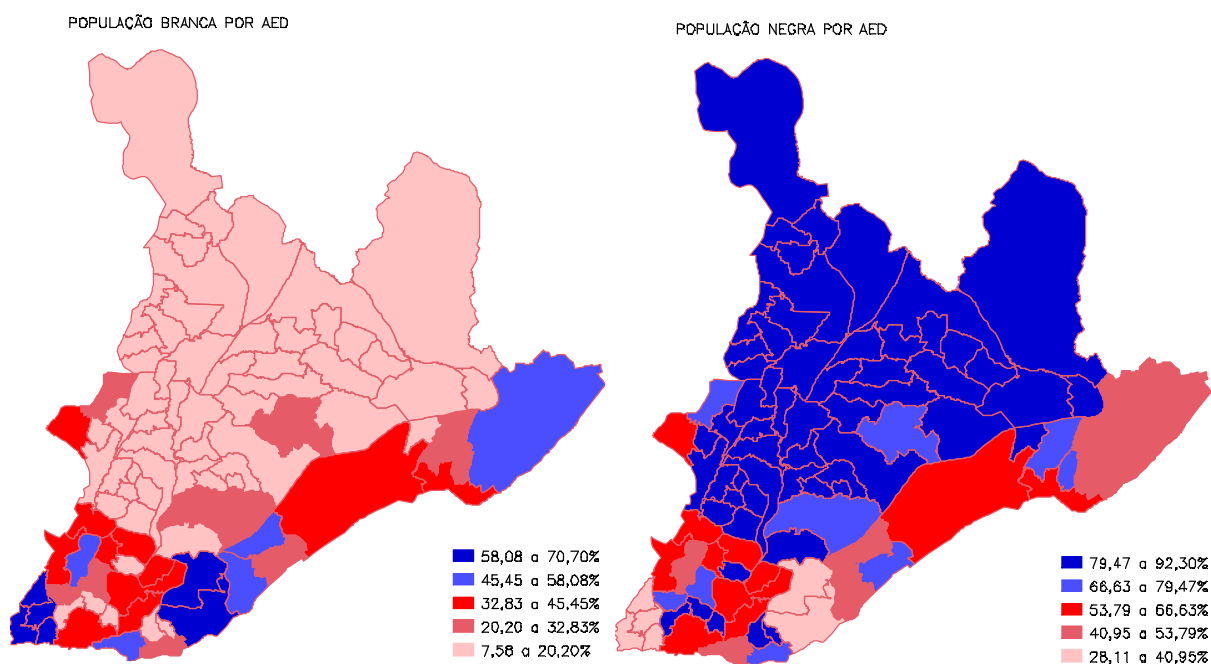 POPULAÇÃO BRANCA POR AED
58,08 a 70,70%
45,45 a 58,08%
32,83 a 45,45%
20,20 a 32,83%
7,58 a 20,20%
POPULAÇÃO NEGRA POR AED
79,47 a 92,30%
66,63 a 79,47%
53,79 a 66,63%
40,95 a 53,79%
28,11 a 40,95%